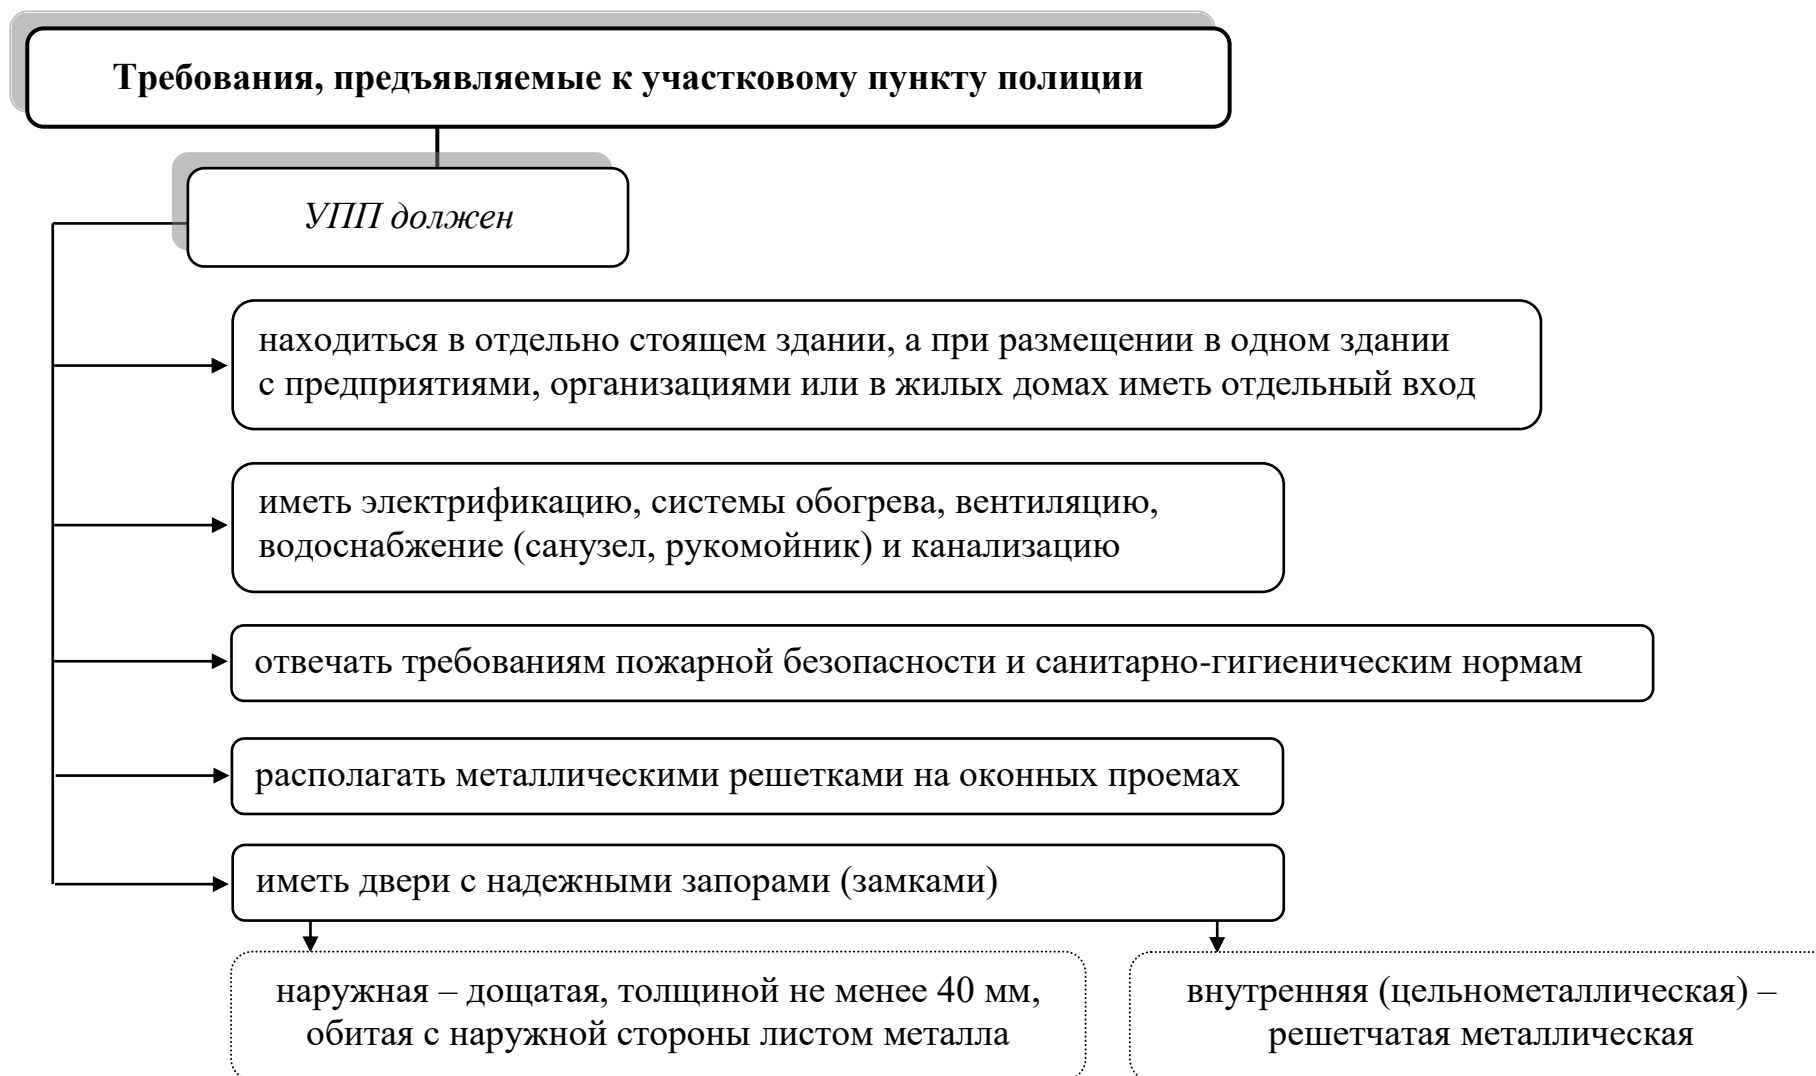 Требования, предъявляемые к участковому пункту полиции
УПП должен
находиться в отдельно стоящем здании, а при размещении в одном здании
с предприятиями, организациями или в жилых домах иметь отдельный вход
иметь электрификацию, системы обогрева, вентиляцию,
водоснабжение (санузел, рукомойник) и канализацию
отвечать требованиям пожарной безопасности и санитарно-гигиеническим нормам
располагать металлическими решетками на оконных проемах
иметь двери с надежными запорами (замками)
наружная – дощатая, толщиной не менее 40 мм,
обитая с наружной стороны листом металла
внутренняя (цельнометаллическая) –
решетчатая металлическая